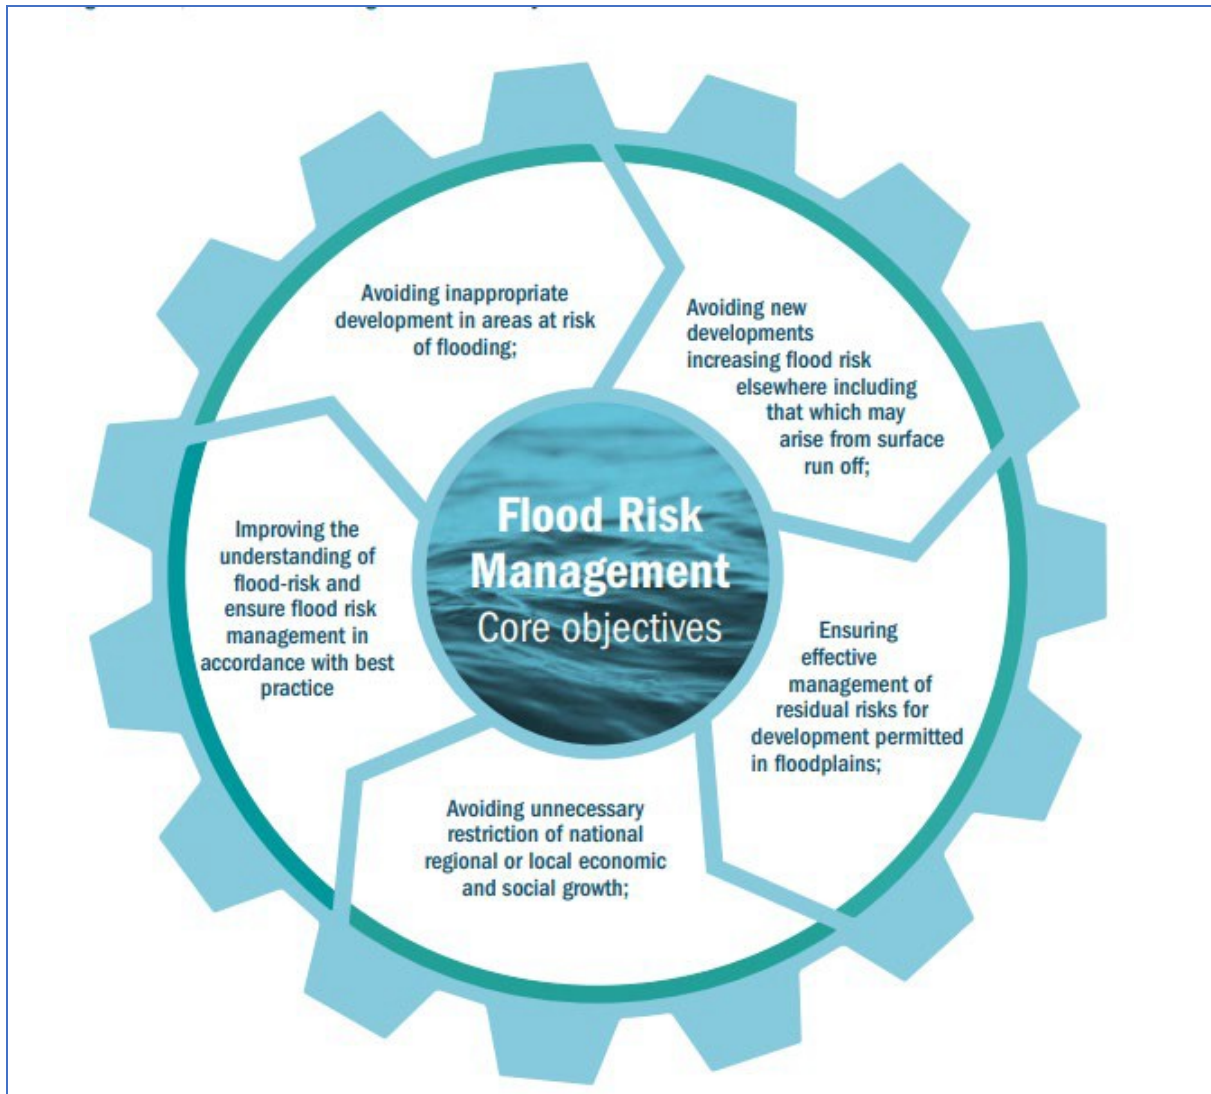 Avoiding inappropriate
development in areas at risk
of flooding;
Avoiding new
developments
increasing flood risk
elsewhere including
that which may
arise from surface
run off;
Flood Risk
Management
Core objectives
Improving the
understanding of
flood-risk and
ensure flood risk
management in
accordance with best
practice
Ensuring
effective
management of
residual risks for
development permitted
in floodplains;
Avoiding unnecessary
restriction of national
regional or local economic
and social growth;